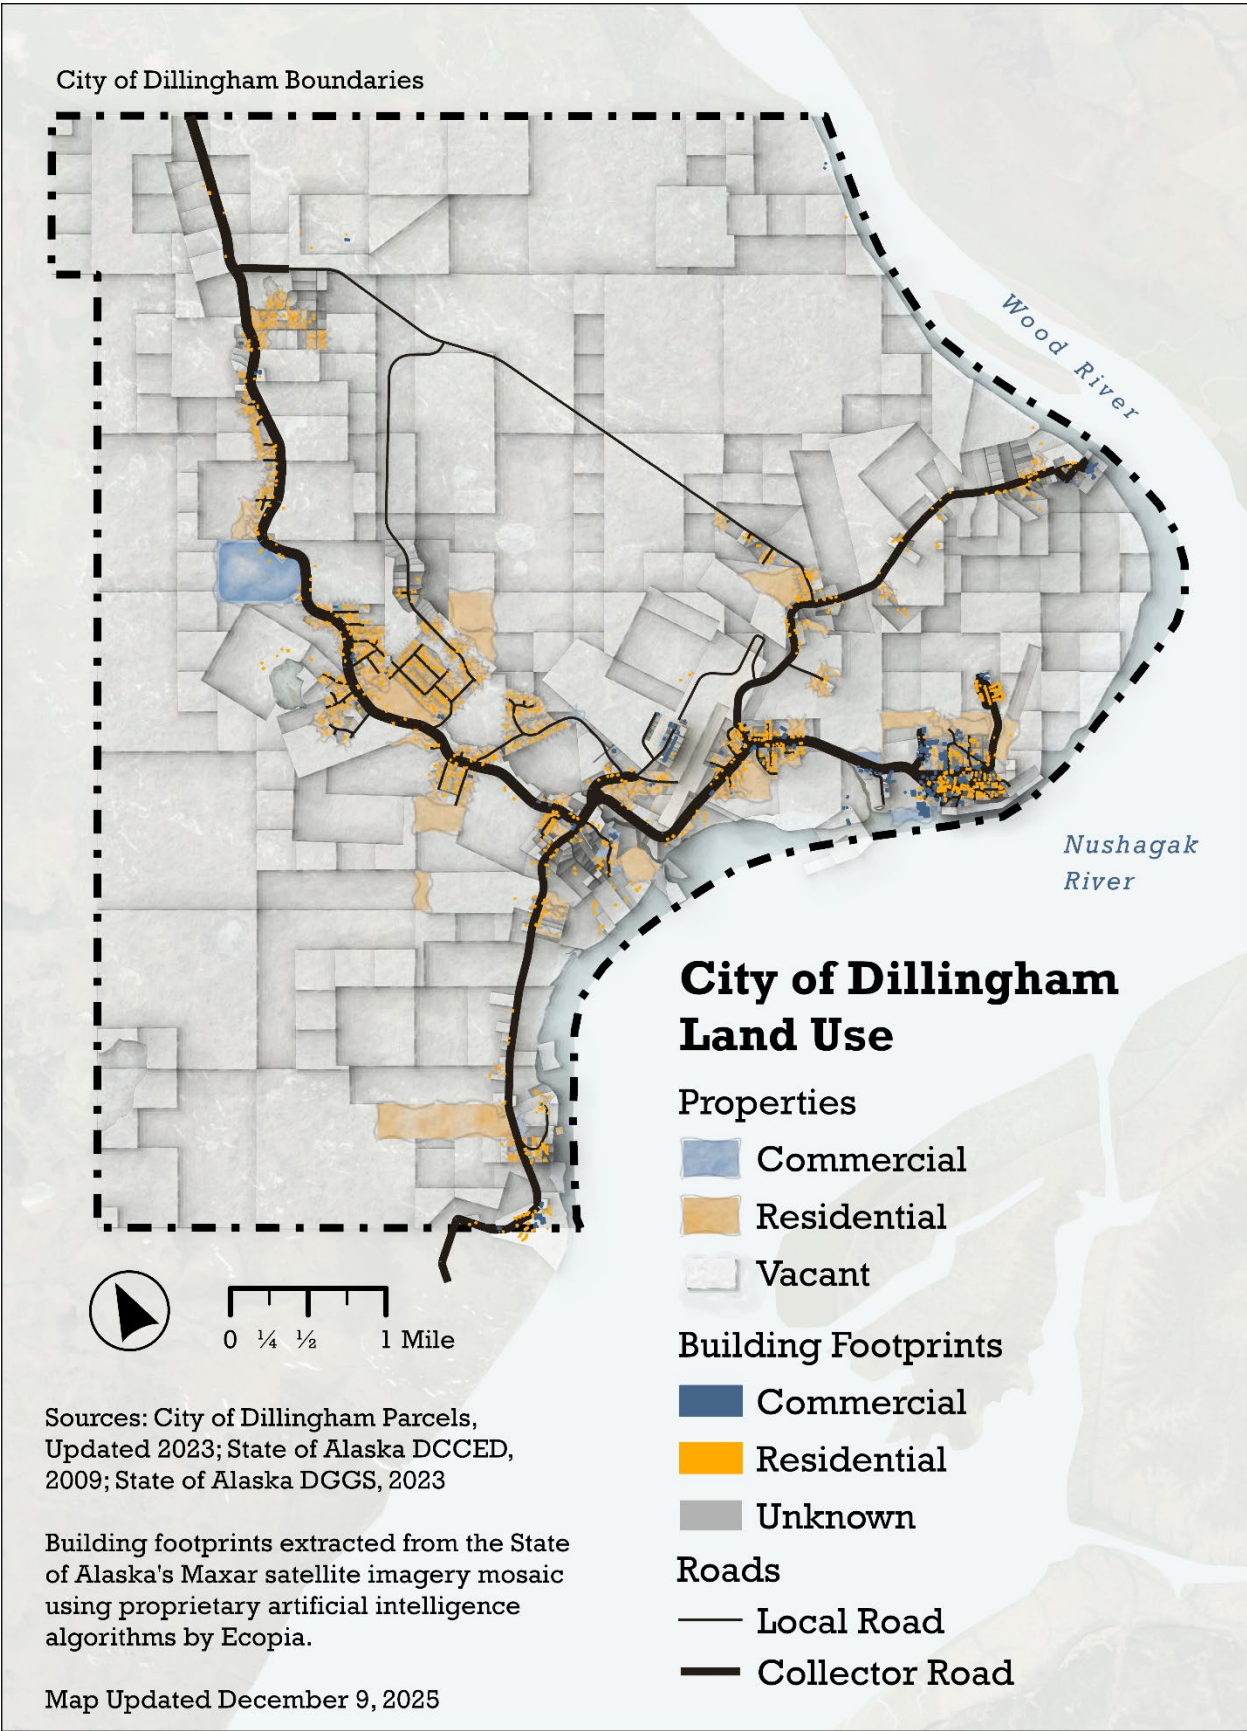 City of Dillingham Boundaries
Wood River
Nushagak
River
City of Dillingham
Land Use
Properties
Commercial
Residential
Vacant
Building Footprints
Commercial
Residential
Unknown
Roads
Local Road
Collector Road
0 ¼ ½ 1 Mile
Sources: City of Dillingham Parcels,
Updated 2023; State of Alaska DCCED,
2009; State of Alaska DGGS, 2023
Building footprints extracted from the State
of Alaska's Maxar satellite imagery mosaic
using proprietary artificial intelligence
algorithms by Ecopia.
Map Updated December 9, 2025